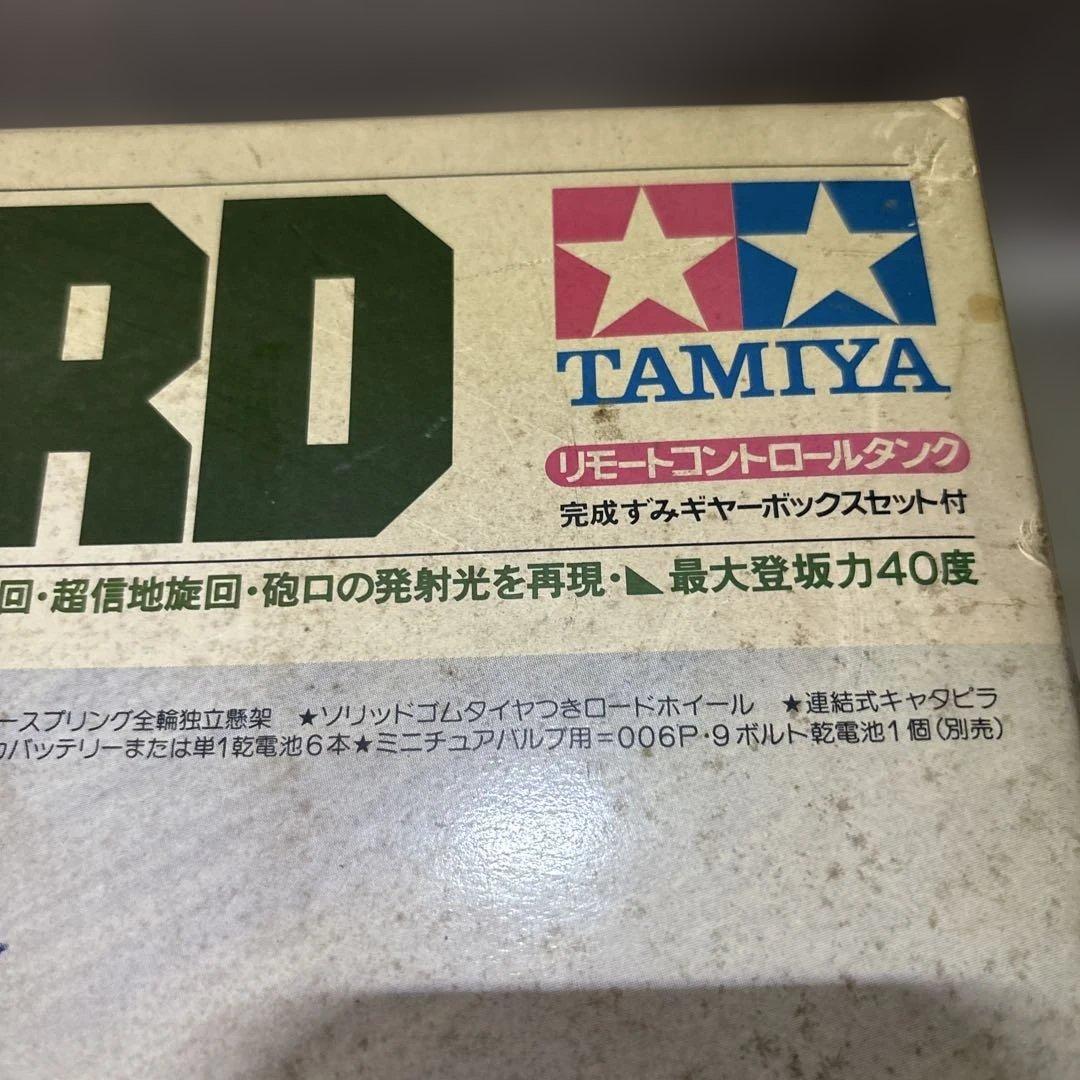 RD
TAMIYA
リモートコントロールタンク
完成ずみギヤーボックスセット付
回・超信地旋回・砲口の発射光を再現・◣最大登坂力40度
ースプリング全輪独立懸架 ★ソリッドゴムタイヤつきロードホイール ★連結式キャタピラ
バッテリーまたは単1乾電池6本★ミニチュアバルブ用=006P・9ボルト乾電池1個(別売)